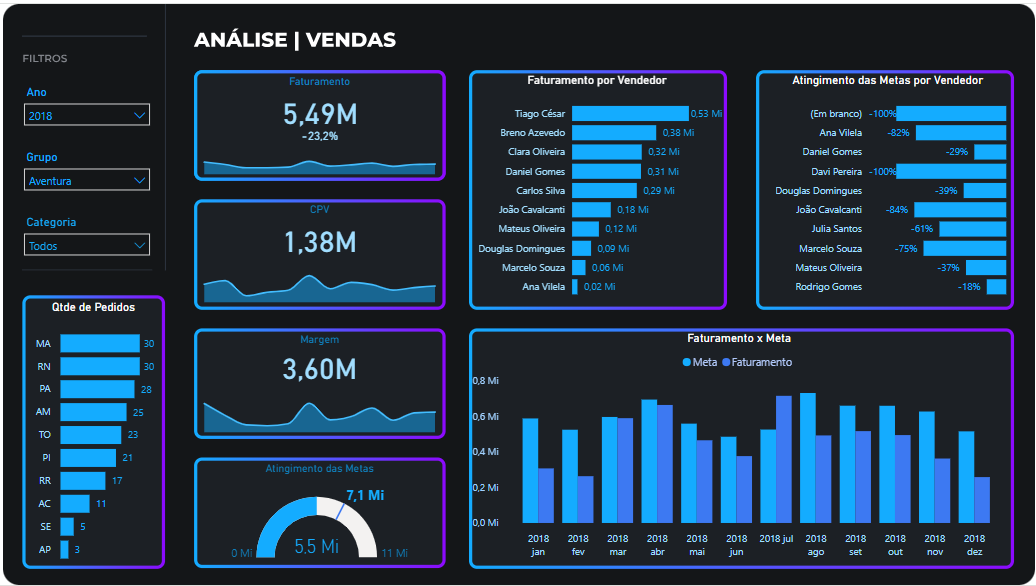 ANÁLISE | VENDAS
FILTROS
Ano
2018
Grupo
Aventura
Categoria
Todos
Qtde de Pedidos
MA 30
RN 30
PA 28
AM 25
TO 23
PI 21
RR 17
AC 11
SE 5
AP 3
Faturamento
5,49M
-23,2%
CPV
1,38M
Margem
3,60M
Atingimento das Metas
7,1 Mi
0 Mi 5,5 Mi 11 Mi
Faturamento por Vendedor
Tiago César 0,53 Mi
Breno Azevedo 0,38 Mi
Clara Oliveira 0,32 Mi
Daniel Gomes 0,31 Mi
Carlos Silva 0,29 Mi
João Cavalcanti 0,18 Mi
Mateus Oliveira 0,12 Mi
Douglas Domingues 0,09 Mi
Marcelo Souza 0,06 Mi
Ana Vilela 0,02 Mi
Atingimento das Metas por Vendedor
(Em branco) -100%
Ana Vilela -82%
Daniel Gomes -29%
Davi Pereira -100%
Douglas Domingues -39%
João Cavalcanti -84%
Julia Santos -61%
Marcelo Souza -75%
Mateus Oliveira -37%
Rodrigo Gomes -18%
Faturamento x Meta
Meta Faturamento
0,8 Mi
0,6 Mi
0,4 Mi
0,2 Mi
0,0 Mi
2018 2018 2018 2018 2018 2018 2018 jul 2018 2018 2018 2018 2018
jan fev mar abr mai jun ago set out nov dez